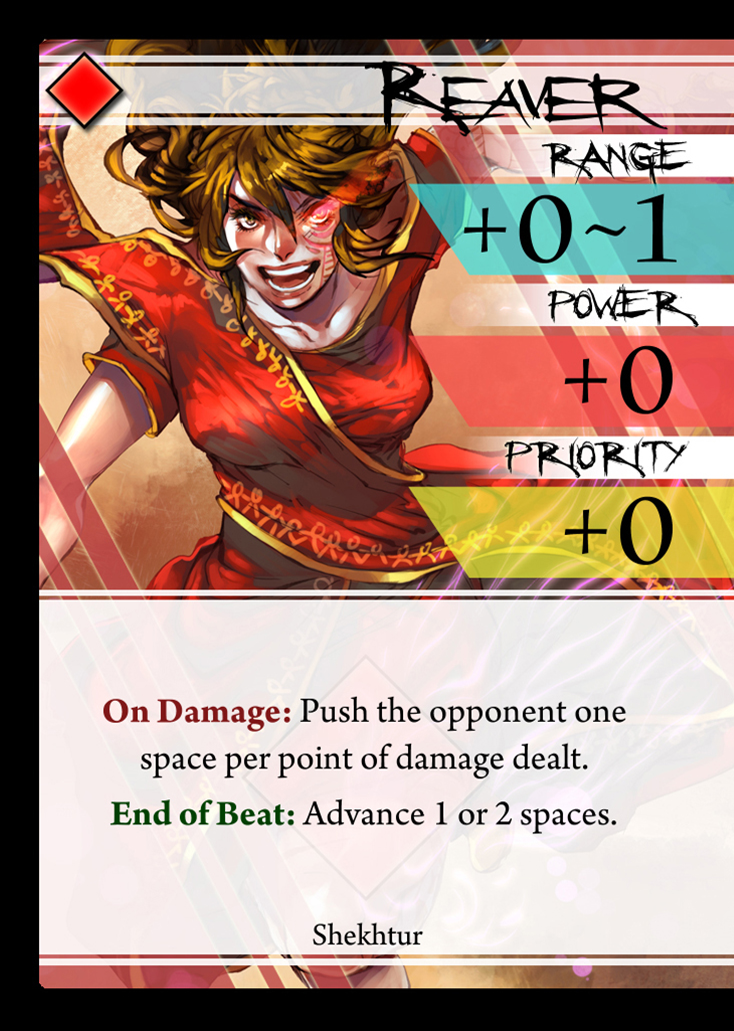 REAVER
RANGE
+0~1
POWER
+0
PRIORITY
+0
On Damage: Push the opponent one
space per point of damage dealt.
End of Beat: Advance 1 or 2 spaces.
Shekhtur